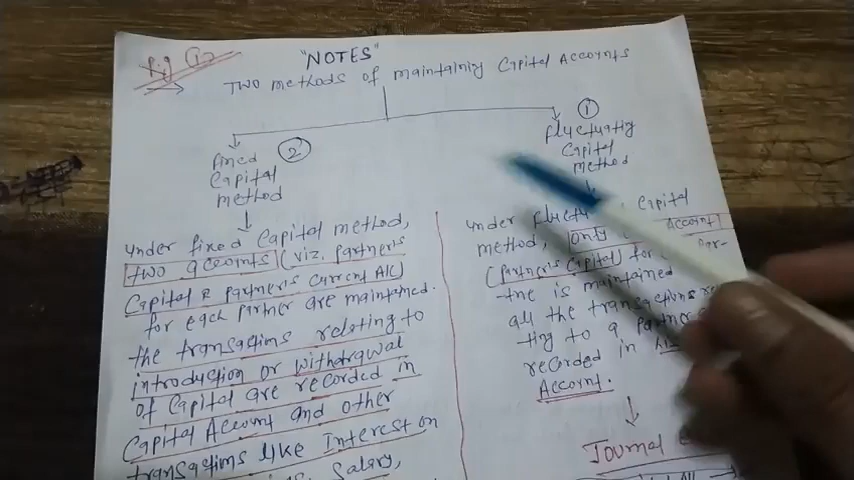 "NOTES"
Two methods of maintaining Capital Accounts
①
②
fluctuating
Capital
method
fixed
Capital
method
under fixed Capital method,
two accounts (viz. partner's
Capital & partner's Current A/C)
for each partner are maintained.
the transactions relating to
introduction or withdrawal
of Capital are recorded in
Capital Account and other
transactions like Interest on
Salary,
under Capital
method, only Account
(partner's Capital) for
is maintained
all the transactions
ting to a partner
recorded in
Account.
Journal